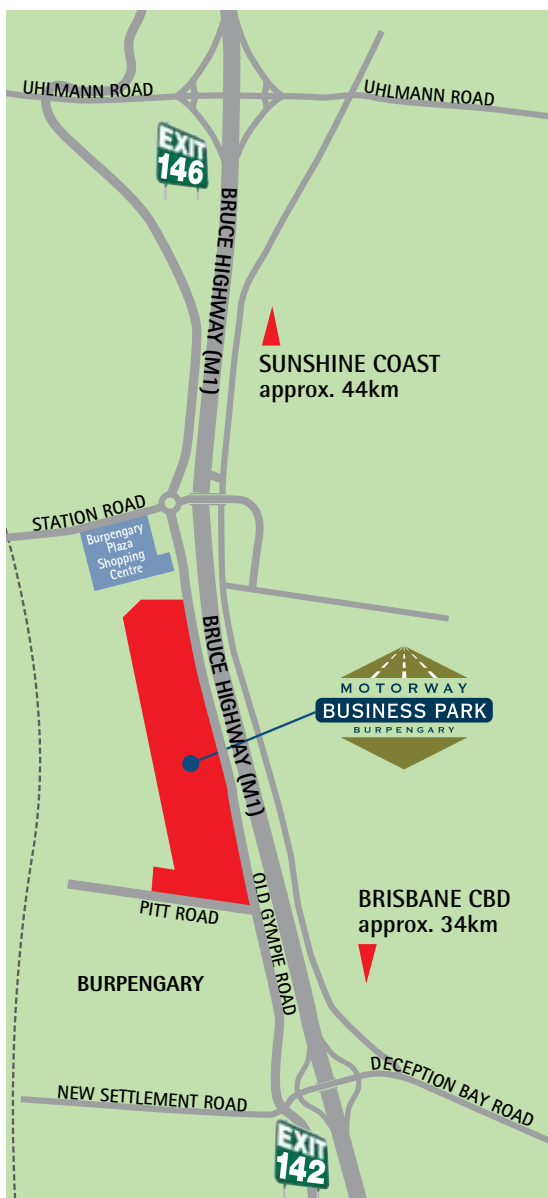 UHLMANN ROAD
UHLMANN ROAD
EXIT
146
BRUCE HIGHWAY (M1)
SUNSHINE COAST
approx. 44km
STATION ROAD
Burpengary
Plaza
Shopping
Centre
BRUCE HIGHWAY (M1)
MOTORWAY
BUSINESS PARK
BURPENGARY
BRISBANE CBD
approx. 34km
PITT ROAD
OLD GYMPIE ROAD
BURPENGARY
DECEPTION BAY ROAD
NEW SETTLEMENT ROAD
EXIT
142